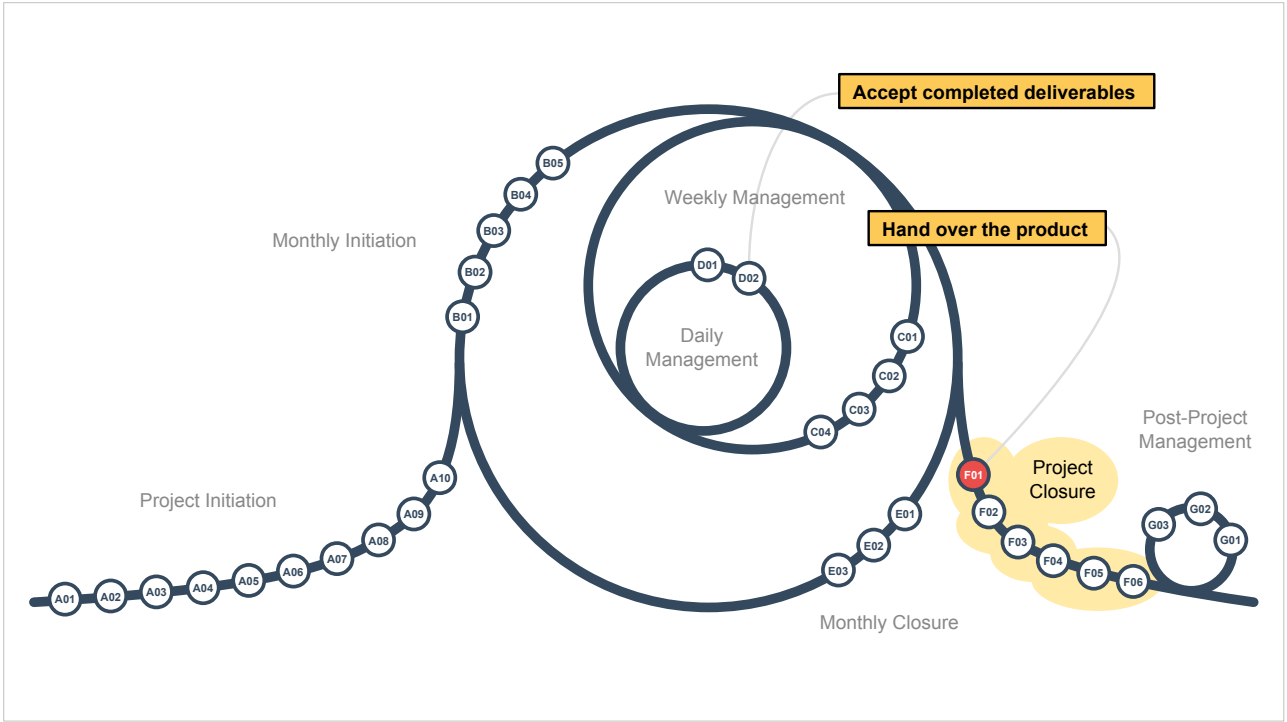 Accept completed deliverables
B05
B04
Weekly Management
Hand over the product
B03
Monthly Initiation
D01
B02
D02
B01
C01
Daily
Management
C02
C03
Post-Project
Management
C04
Project
Closure
A10
F01
Project Initiation
G02
E01
F02
A09
G03
G01
A08
E02
F03
A07
F04
A06
E03
F05
A05
F06
A04
A03
A02
A01
Monthly Closure